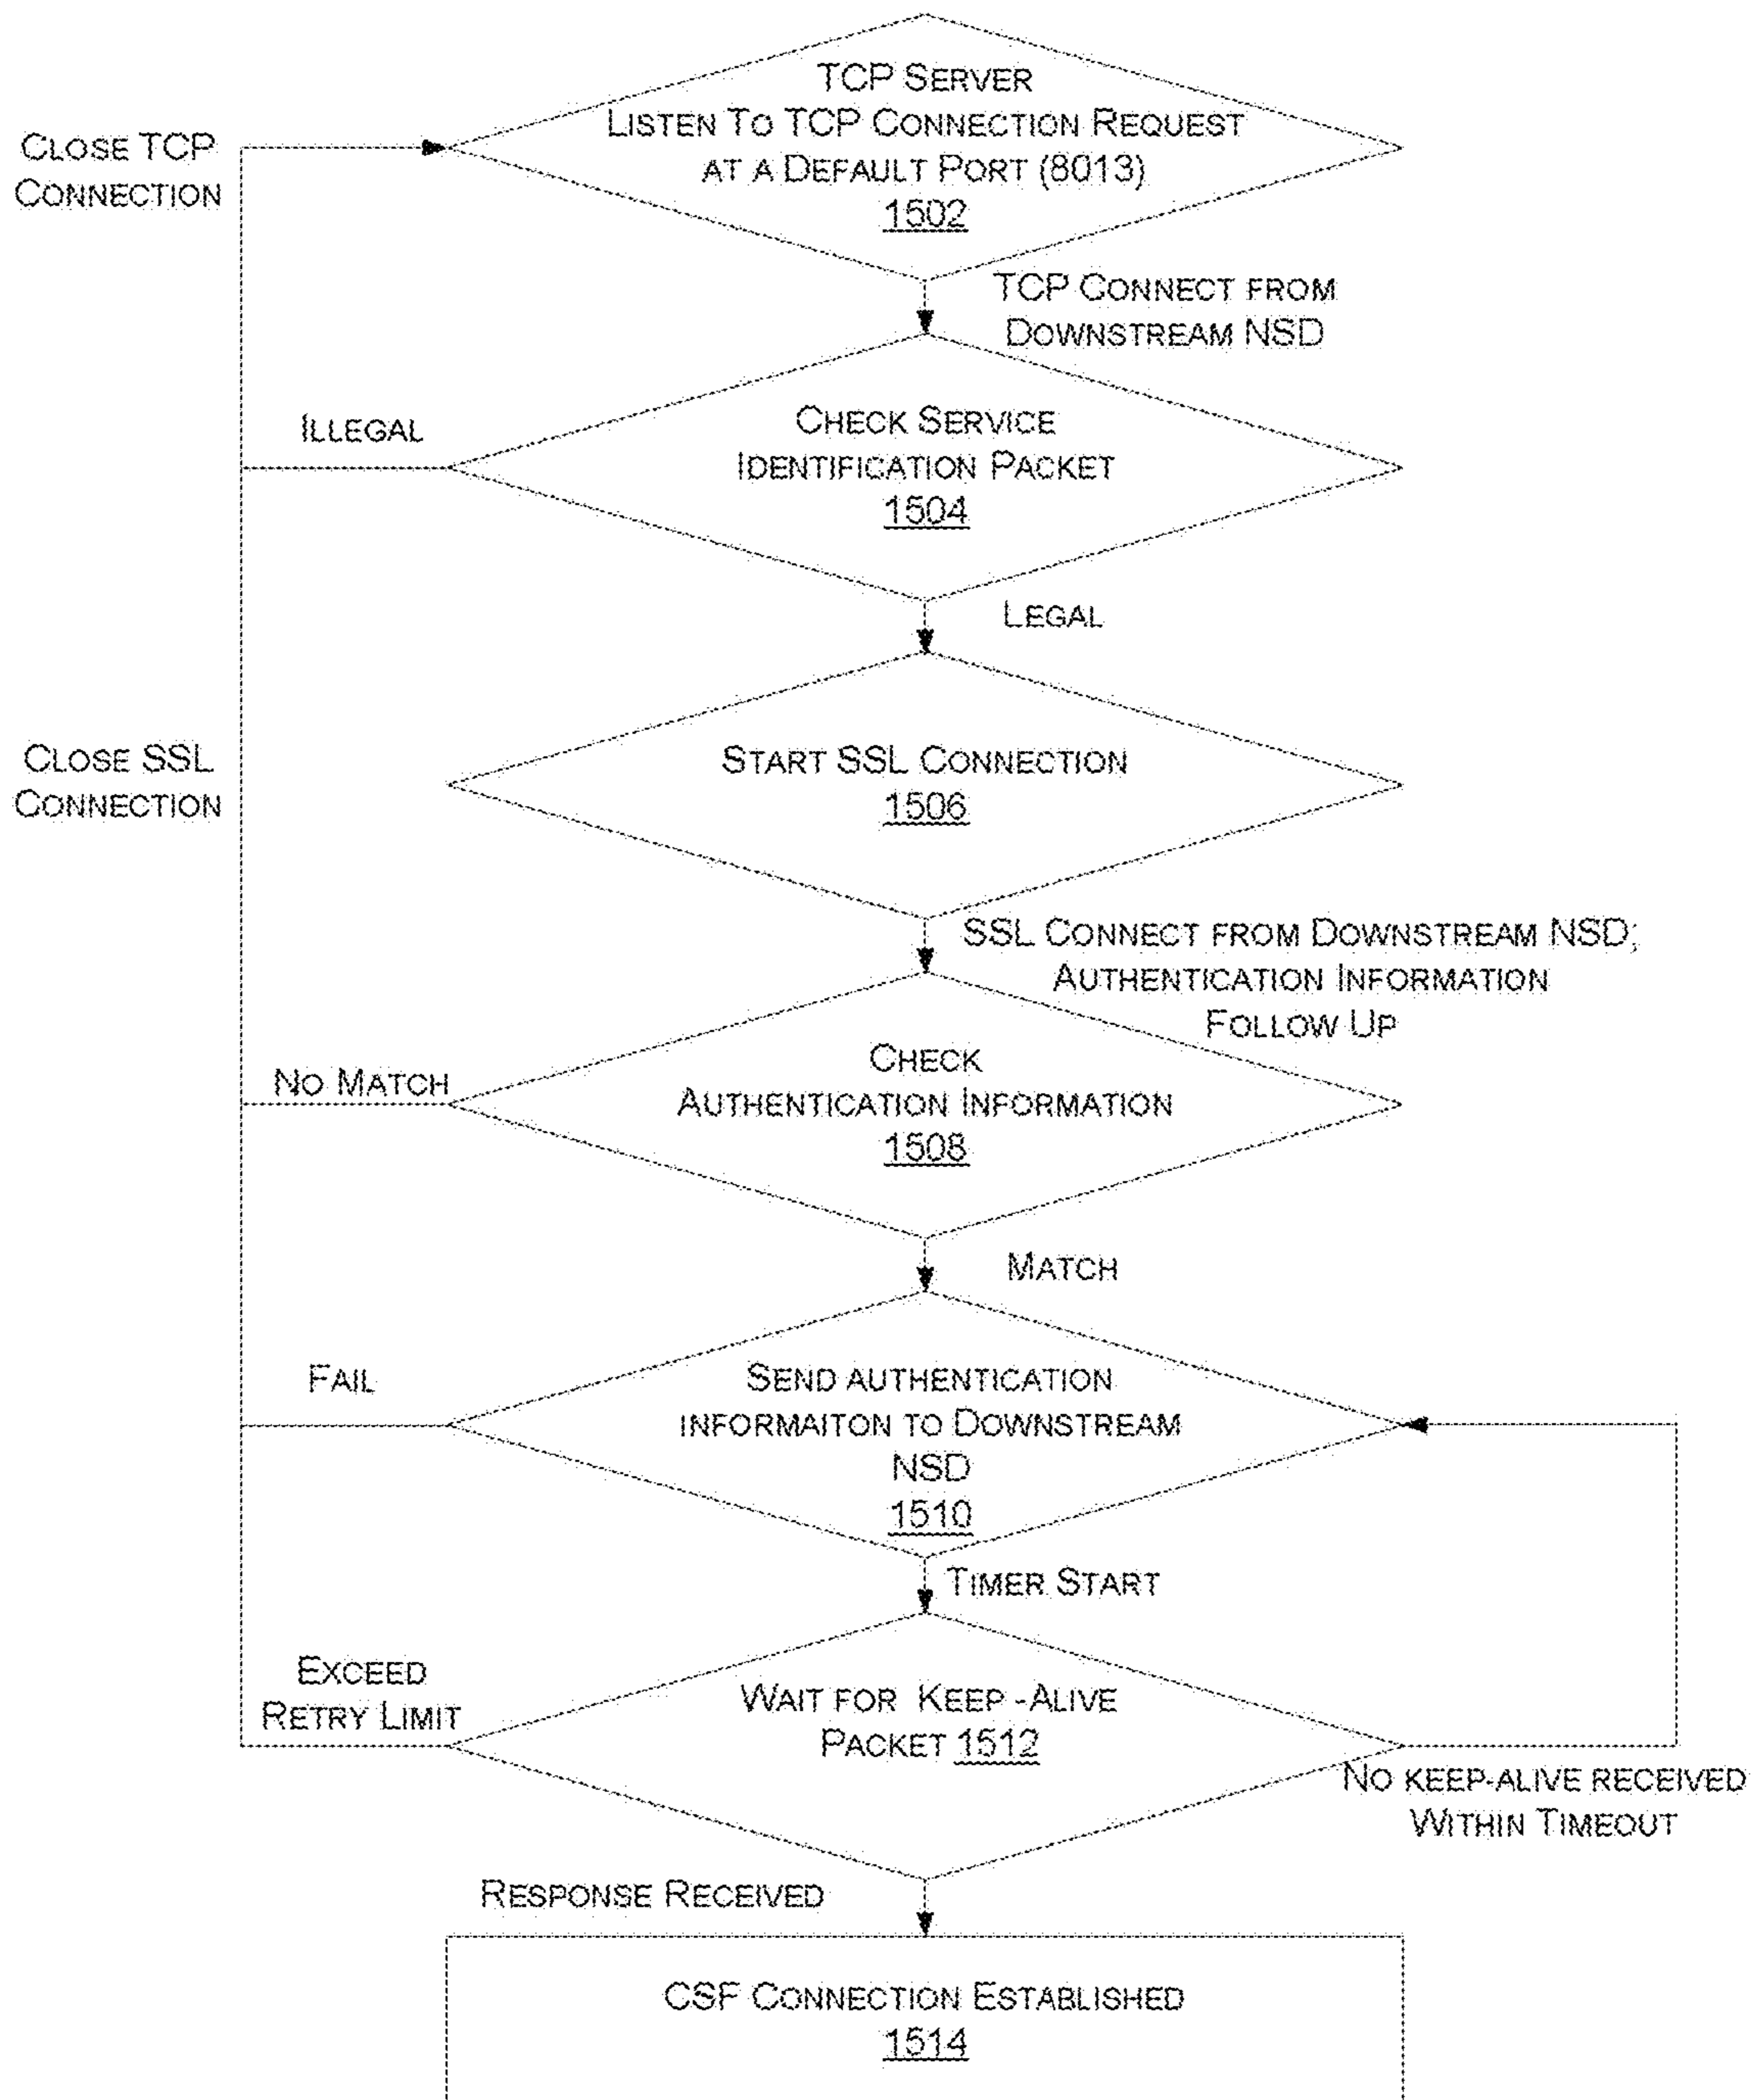 TCP SERVER
LISTEN TO TCP CONNECTION REQUEST
AT A DEFAULT PORT (8013)
1502
CLOSE TCP
CONNECTION
TCP CONNECT FROM
DOWNSTREAM NSD
ILLEGAL
CHECK SERVICE
IDENTIFICATION PACKET
1504
LEGAL
CLOSE SSL
CONNECTION
START SSL CONNECTION
1506
SSL CONNECT FROM DOWNSTREAM NSD;
AUTHENTICATION INFORMATION
FOLLOW UP
NO MATCH
CHECK
AUTHENTICATION INFORMATION
1508
MATCH
FAIL
SEND AUTHENTICATION
INFORMAITON TO DOWNSTREAM
NSD
1510
TIMER START
EXCEED
RETRY LIMIT
WAIT FOR KEEP-ALIVE
PACKET 1512
NO KEEP-ALIVE RECEIVED
WITHIN TIMEOUT
RESPONSE RECEIVED
CSF CONNECTION ESTABLISHED
1514